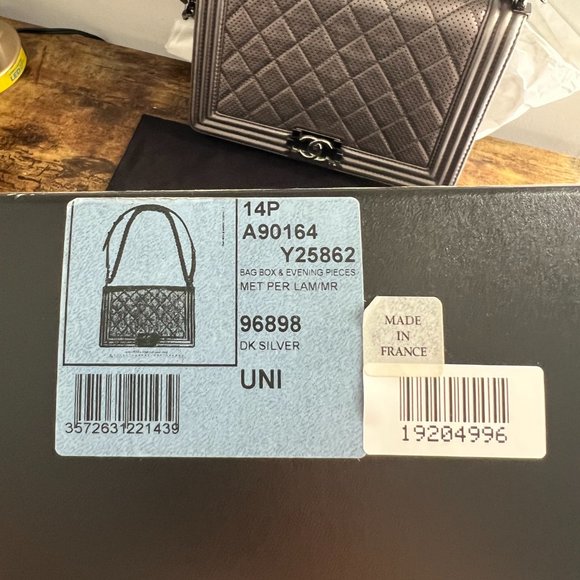 14P
A90164
Y25862
BAG BOX & EVENING PIECES
MET PER LAM/MR
96898
DK SILVER
UNI
3572631221439
MADE
IN
FRANCE
19204996